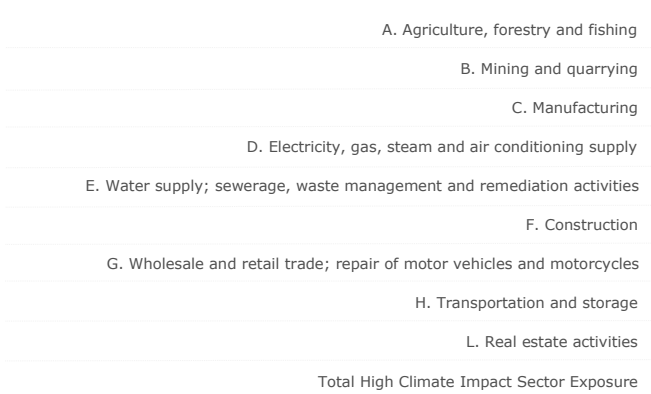 A. Agriculture, forestry and fishing
B. Mining and quarrying
C. Manufacturing
D. Electricity, gas, steam and air conditioning supply
E. Water supply; sewerage, waste management and remediation activities
F. Construction
G. Wholesale and retail trade; repair of motor vehicles and motorcycles
H. Transportation and storage
L. Real estate activities
Total High Climate Impact Sector Exposure